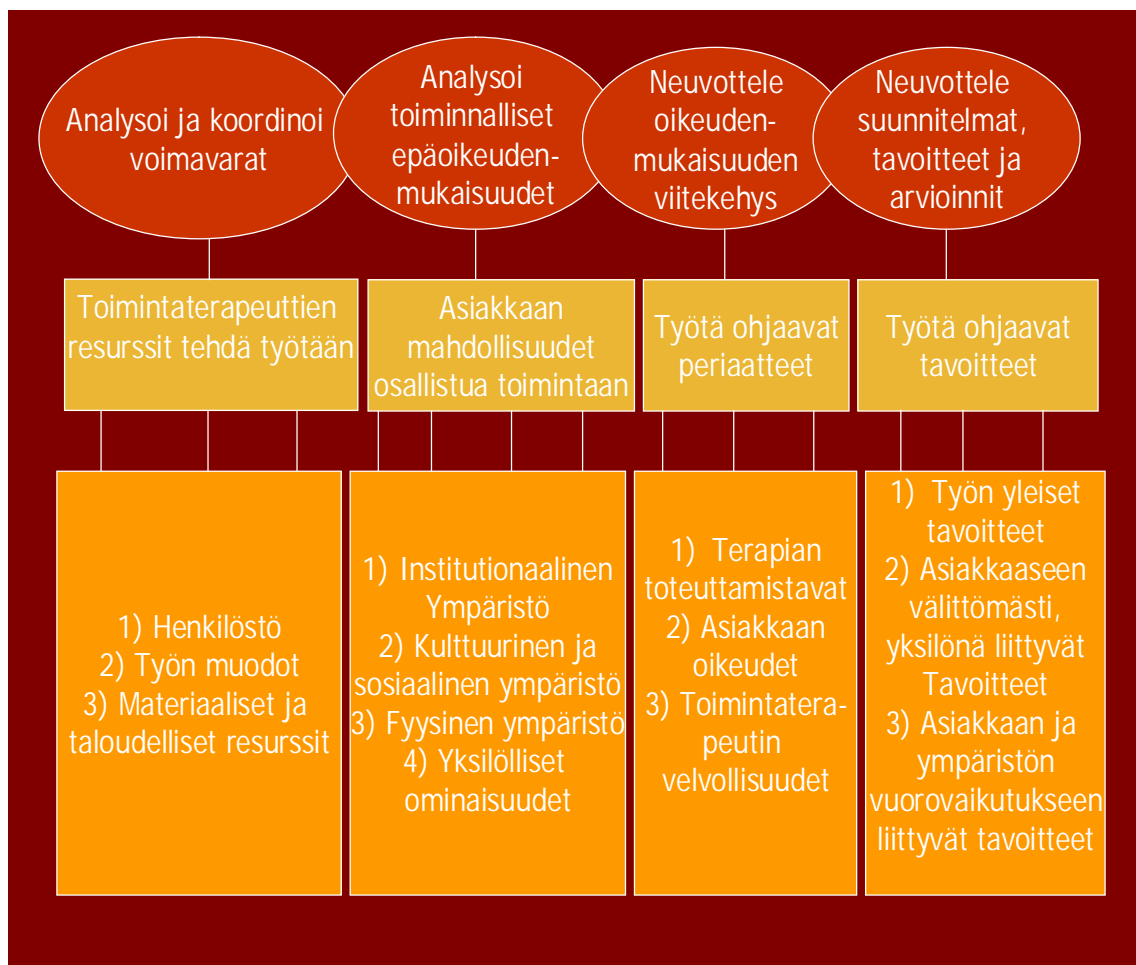 Analysoi ja koordinoi
voimavarat
Analysoi
toiminnalliset
epäoikeuden-
mukaisuudet
Neuvottele
oikeuden-
mukaisuuden
viitekehys
Neuvottele
suunnitelmat,
tavoitteet ja
arvioinnit
Toimintaterapeuttien
resurssit tehdä työtään
Asiakkaan
mahdollisuudet
osallistua toimintaan
Työtä ohjaavat
periaatteet
Työtä ohjaavat
tavoitteet
1) Henkilöstö
2) Työn muodot
3) Materiaaliset ja
taloudelliset resurssit
1) Institutionaalinen
Ympäristö
2) Kulttuurinen ja
sosiaalinen ympäristö
3) Fyysinen ympäristö
4) Yksilölliset
ominaisuudet
1) Terapian
toteuttamistavat
2) Asiakkaan
oikeudet
3) Toimintatera-
peutin
velvollisuudet
1) Työn yleiset
tavoitteet
2) Asiakkaaseen
välittömästi,
yksilönä liittyvät
Tavoitteet
3) Asiakkaan ja
ympäristön
vuorovaikutukseen
liittyvät tavoitteet